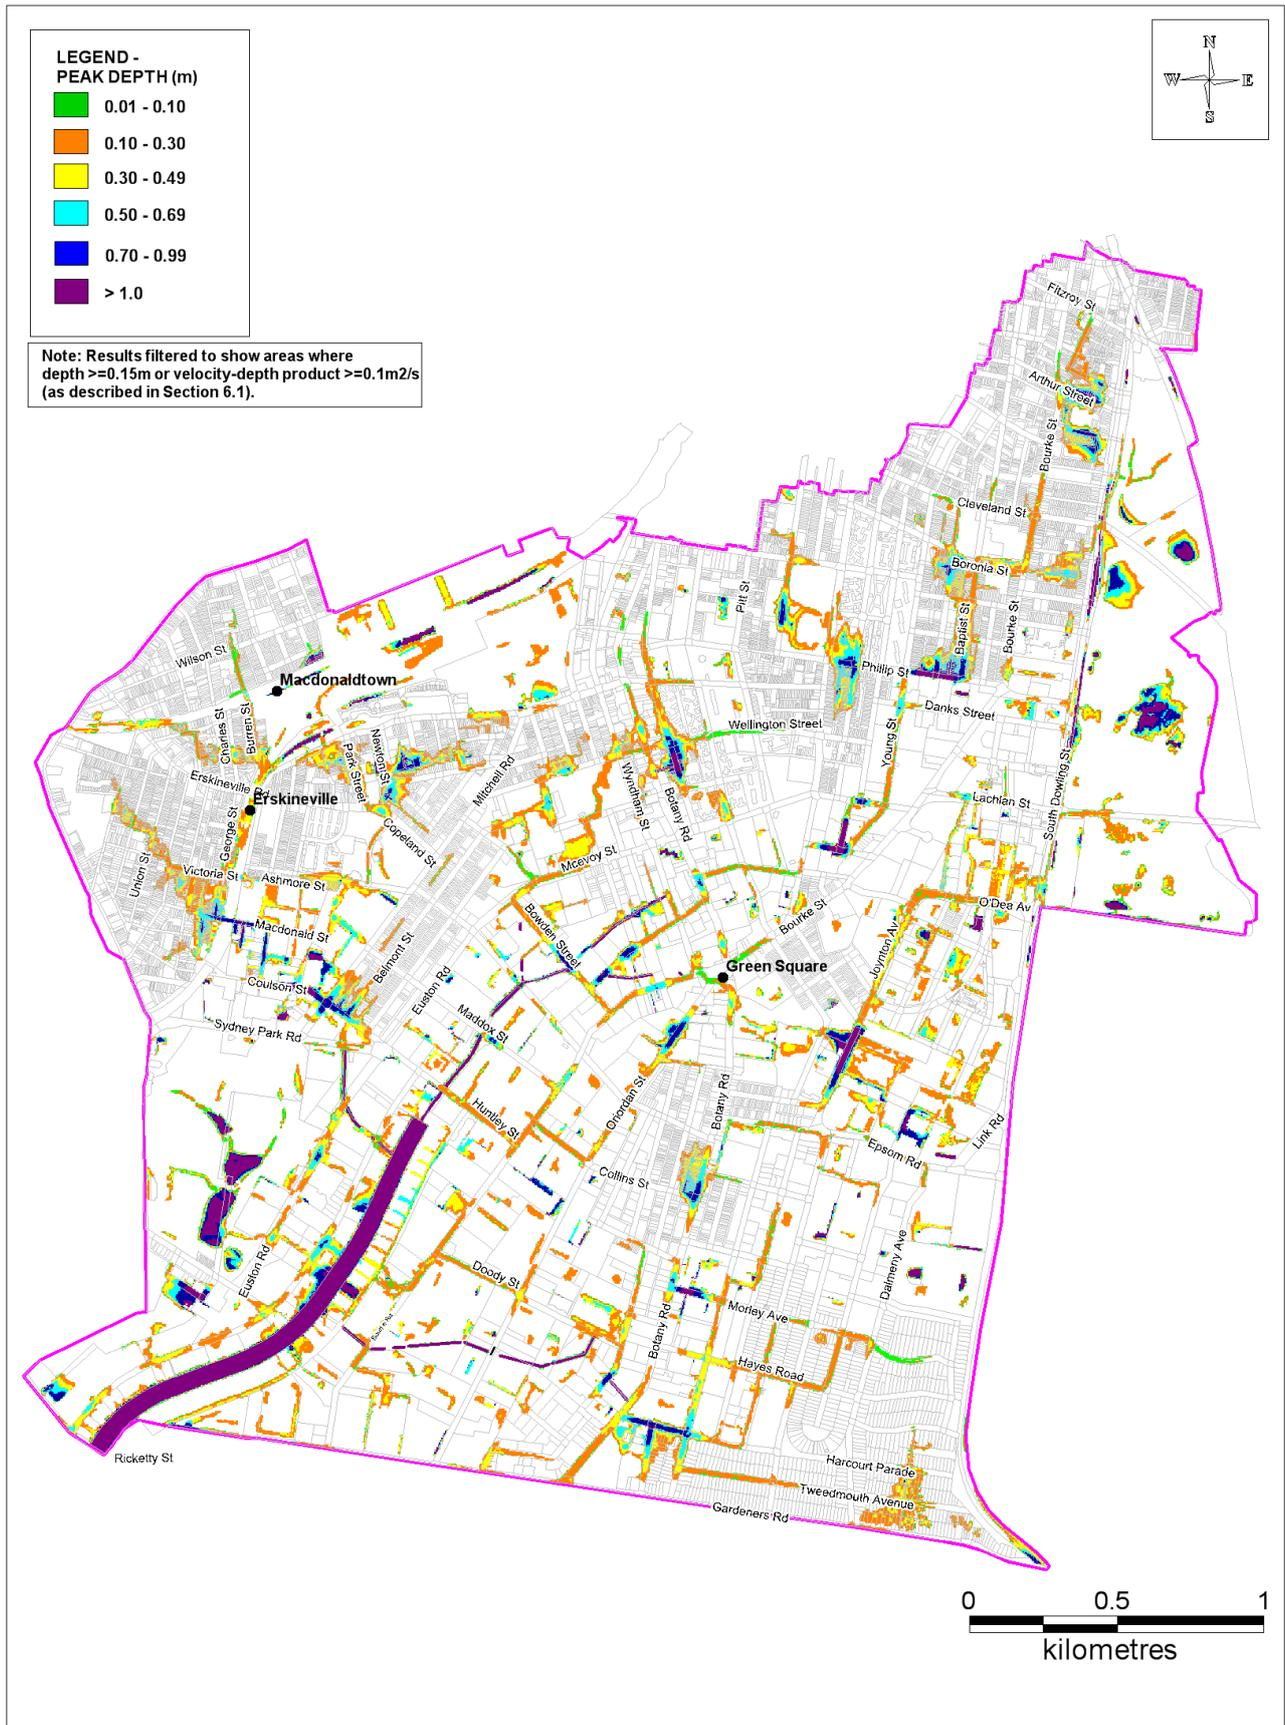 LEGEND -
PEAK DEPTH (m)
0.01 - 0.10
0.10 - 0.30
0.30 - 0.49
0.50 - 0.69
0.70 - 0.99
> 1.0
Note: Results filtered to show areas where
depth >=0.15m or velocity-depth product >=0.1m2/s
(as described in Section 6.1).
N
W
E
S
Fitzroy St
Arthur Street
Bourke St
Cleveland St
Boronia St
Pitt St
Baptist St
Bourke St
Wilson St
Macdonaldtown
Phillip St
Danks Street
Wellington Street
Charles St
Burren St
Young St
Newton St
Park Street
Mitchell Rd
Erskineville Rd
Erskineville
Wyndham St
Botany Rd
South Dowling St
Lachlan St
George St
Copeland St
Mcevoy St
Union St
Victoria St
Ashmore St
O'Dea Av
Bowden Street
Bourke St
Macdonald St
Belmont St
Joynton Av
Green Square
Coulson St
Euston Rd
Sydney Park Rd
Maddox St
Huntley St
Oriordan St
Botany Rd
Link Rd
Epsom Rd
Collins St
Euston Rd
Doody St
Dalmeny Ave
Botany Rd
Morley Ave
Hayes Road
Ricketty St
Harcourt Parade
Tweedmouth Avenue
Gardeners Rd
0 0.5 1
kilometres